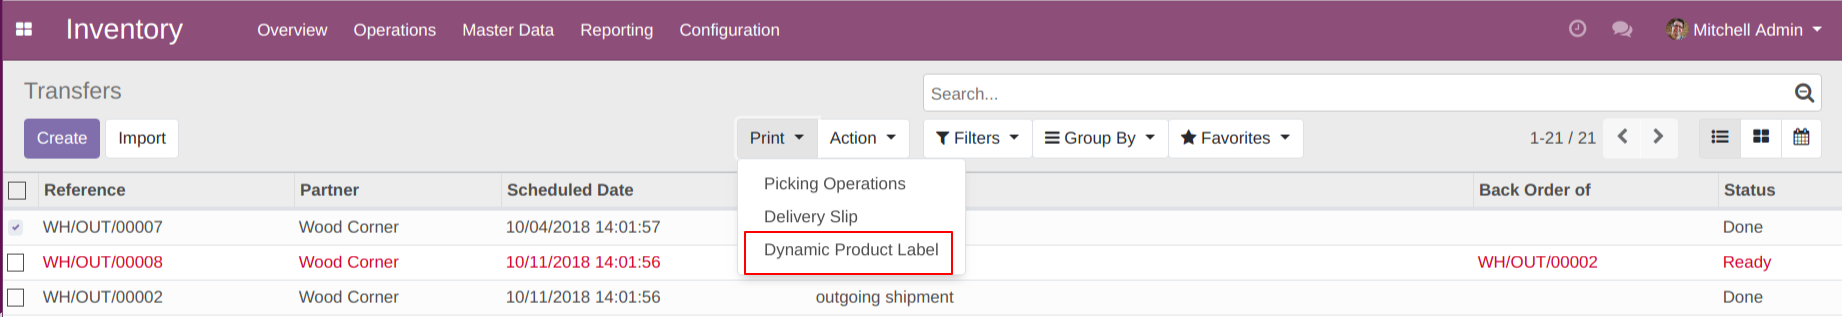 Inventory Overview Operations Master Data Reporting Configuration Mitchell Admin
Transfers
Search...
Create Import Print Action Filters Group By Favorites 1-21 / 21
Picking Operations
Delivery Slip
Dynamic Product Label
Reference Partner Scheduled Date Back Order of Status
WH/OUT/00007 Wood Corner 10/04/2018 14:01:57 Done
WH/OUT/00008 Wood Corner 10/11/2018 14:01:56 WH/OUT/00002 Ready
WH/OUT/00002 Wood Corner 10/11/2018 14:01:56 outgoing shipment Done